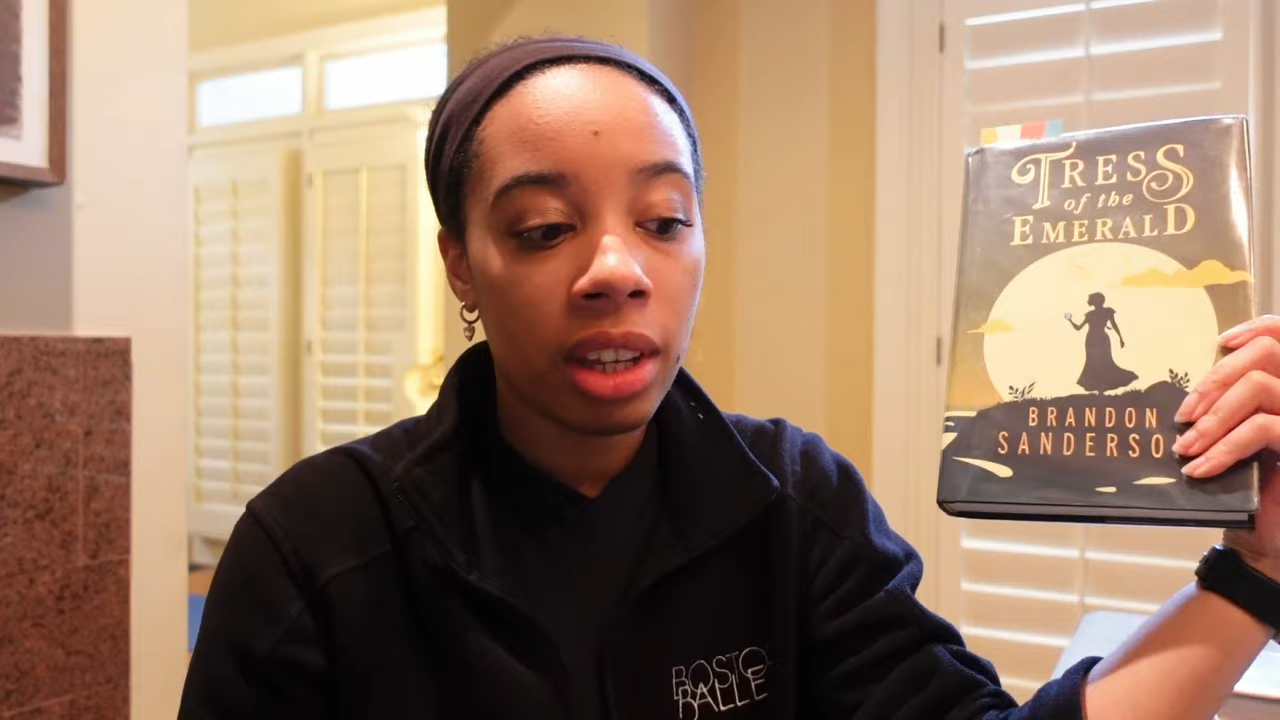 TRESS
of the
EMERALD
BRANDON
SANDERSO
BOSTO
BALLE